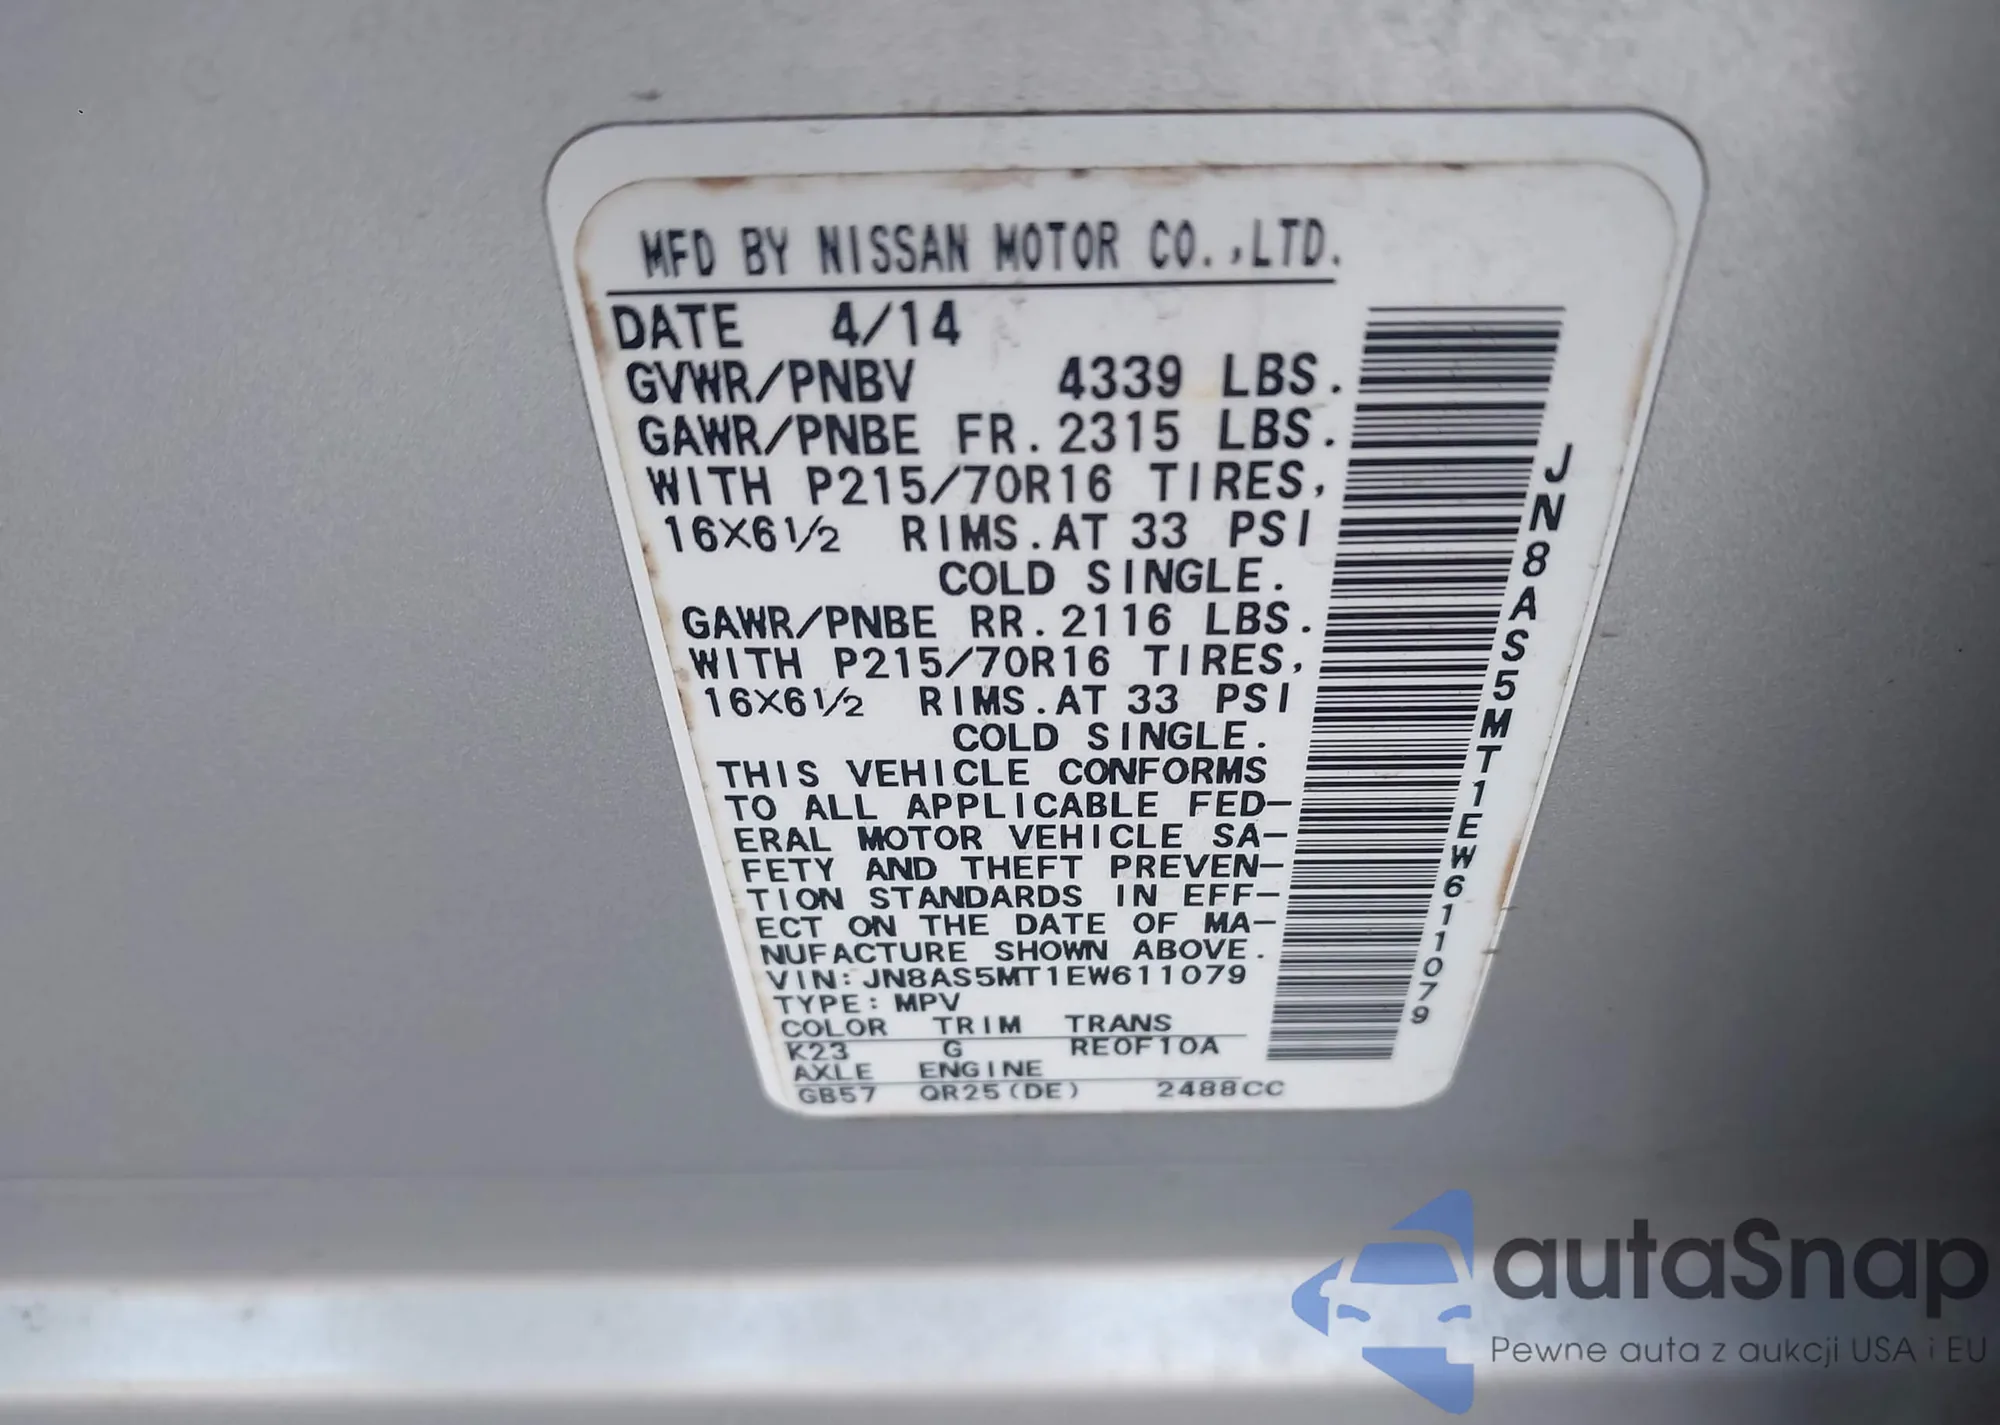 MFD BY NISSAN MOTOR CO.,LTD.
DATE 4/14
GVWR/PNBV 4339 LBS.
GAWR/PNBE FR.2315 LBS.
WITH P215/70R16 TIRES,
16X6½ RIMS.AT 33 PSI
COLD SINGLE.
GAWR/PNBE RR.2116 LBS.
WITH P215/70R16 TIRES,
16X6½ RIMS.AT 33 PSI
COLD SINGLE.
THIS VEHICLE CONFORMS
TO ALL APPLICABLE FED-
ERAL MOTOR VEHICLE SA-
FETY AND THEFT PREVEN-
TION STANDARDS IN EFF-
ECT ON THE DATE OF MA-
NUFACTURE SHOWN ABOVE.
VIN:JN8AS5MT1EW611079
TYPE:MPV
COLOR TRIM TRANS
K23 G RE0F10A
AXLE ENGINE
GB57 QR25(DE) 2488CC
JN8AS5MT1EW611079
autaSnap
Pewne auta z aukcji USA i EU